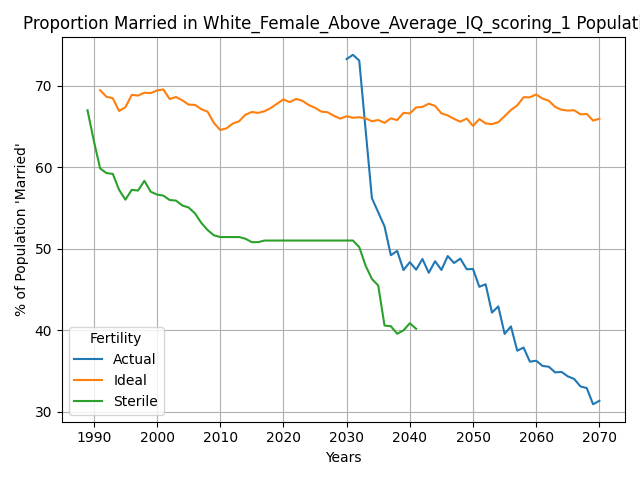 Proportion Married in White_Female_Above_Average_IQ_scoring_1 Populati
% of Population 'Married'
70
60
50
40
30
Fertility
Actual
Ideal
Sterile
1990 2000 2010 2020 2030 2040 2050 2060 2070
Years